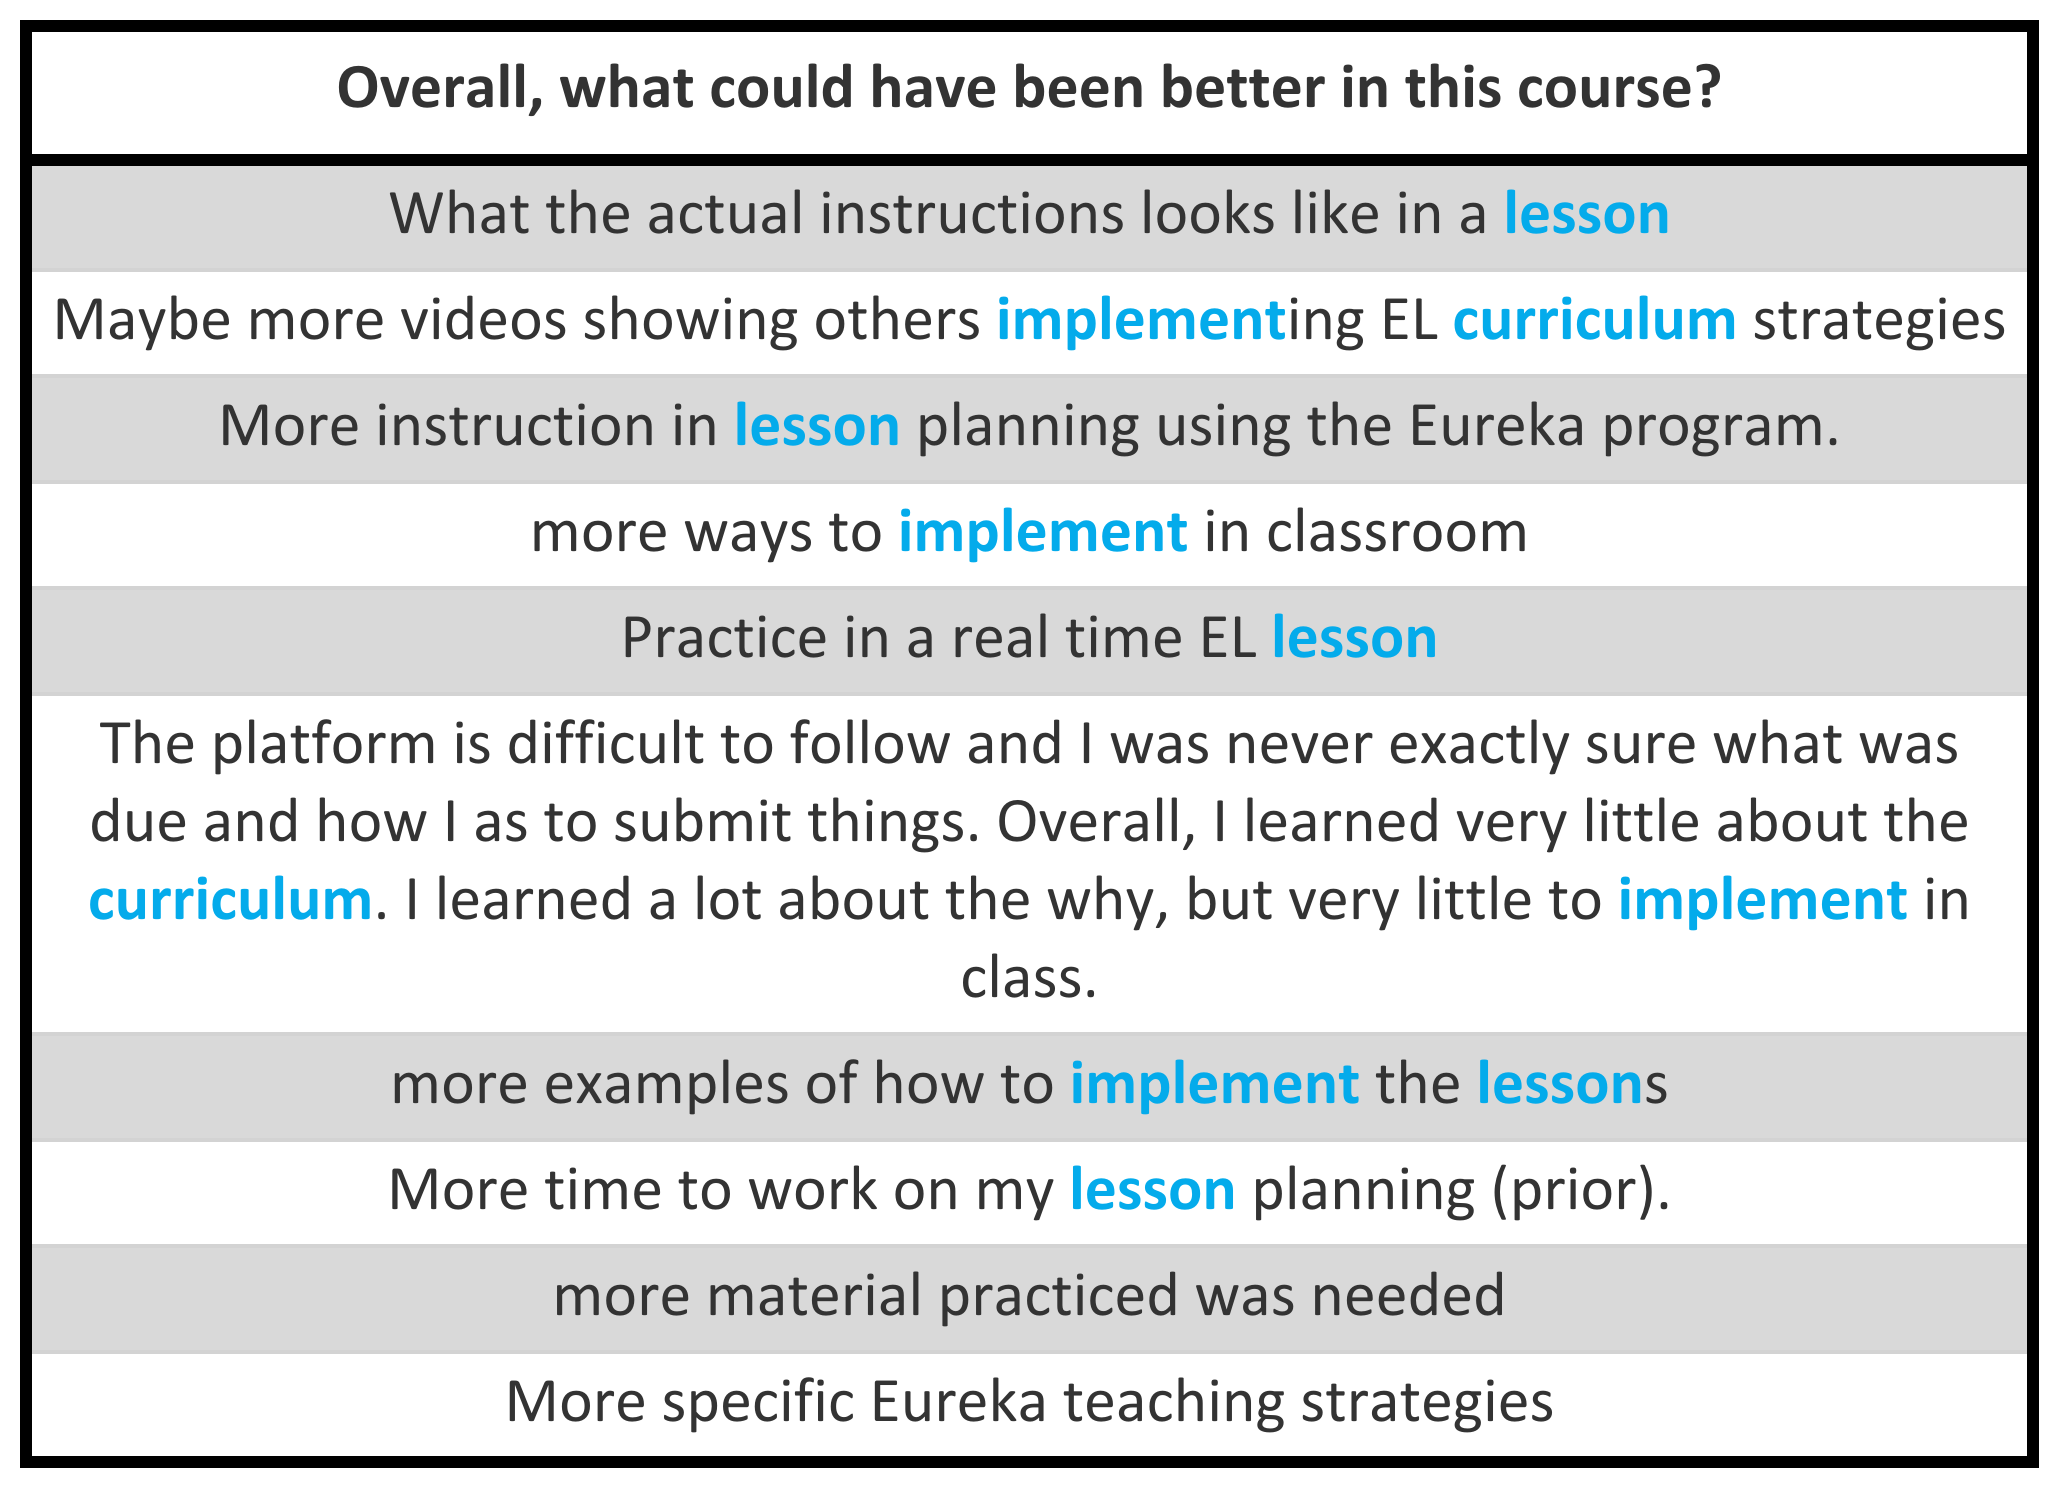 Overall, what could have been better in this course?
What the actual instructions looks like in a lesson
Maybe more videos showing others implementing EL curriculum strategies
More instruction in lesson planning using the Eureka program.
more ways to implement in classroom
Practice in a real time EL lesson
The platform is difficult to follow and I was never exactly sure what was
due and how I as to submit things. Overall, I learned very little about the
curriculum. I learned a lot about the why, but very little to implement in
class.
more examples of how to implement the lessons
More time to work on my lesson planning (prior).
more material practiced was needed
More specific Eureka teaching strategies